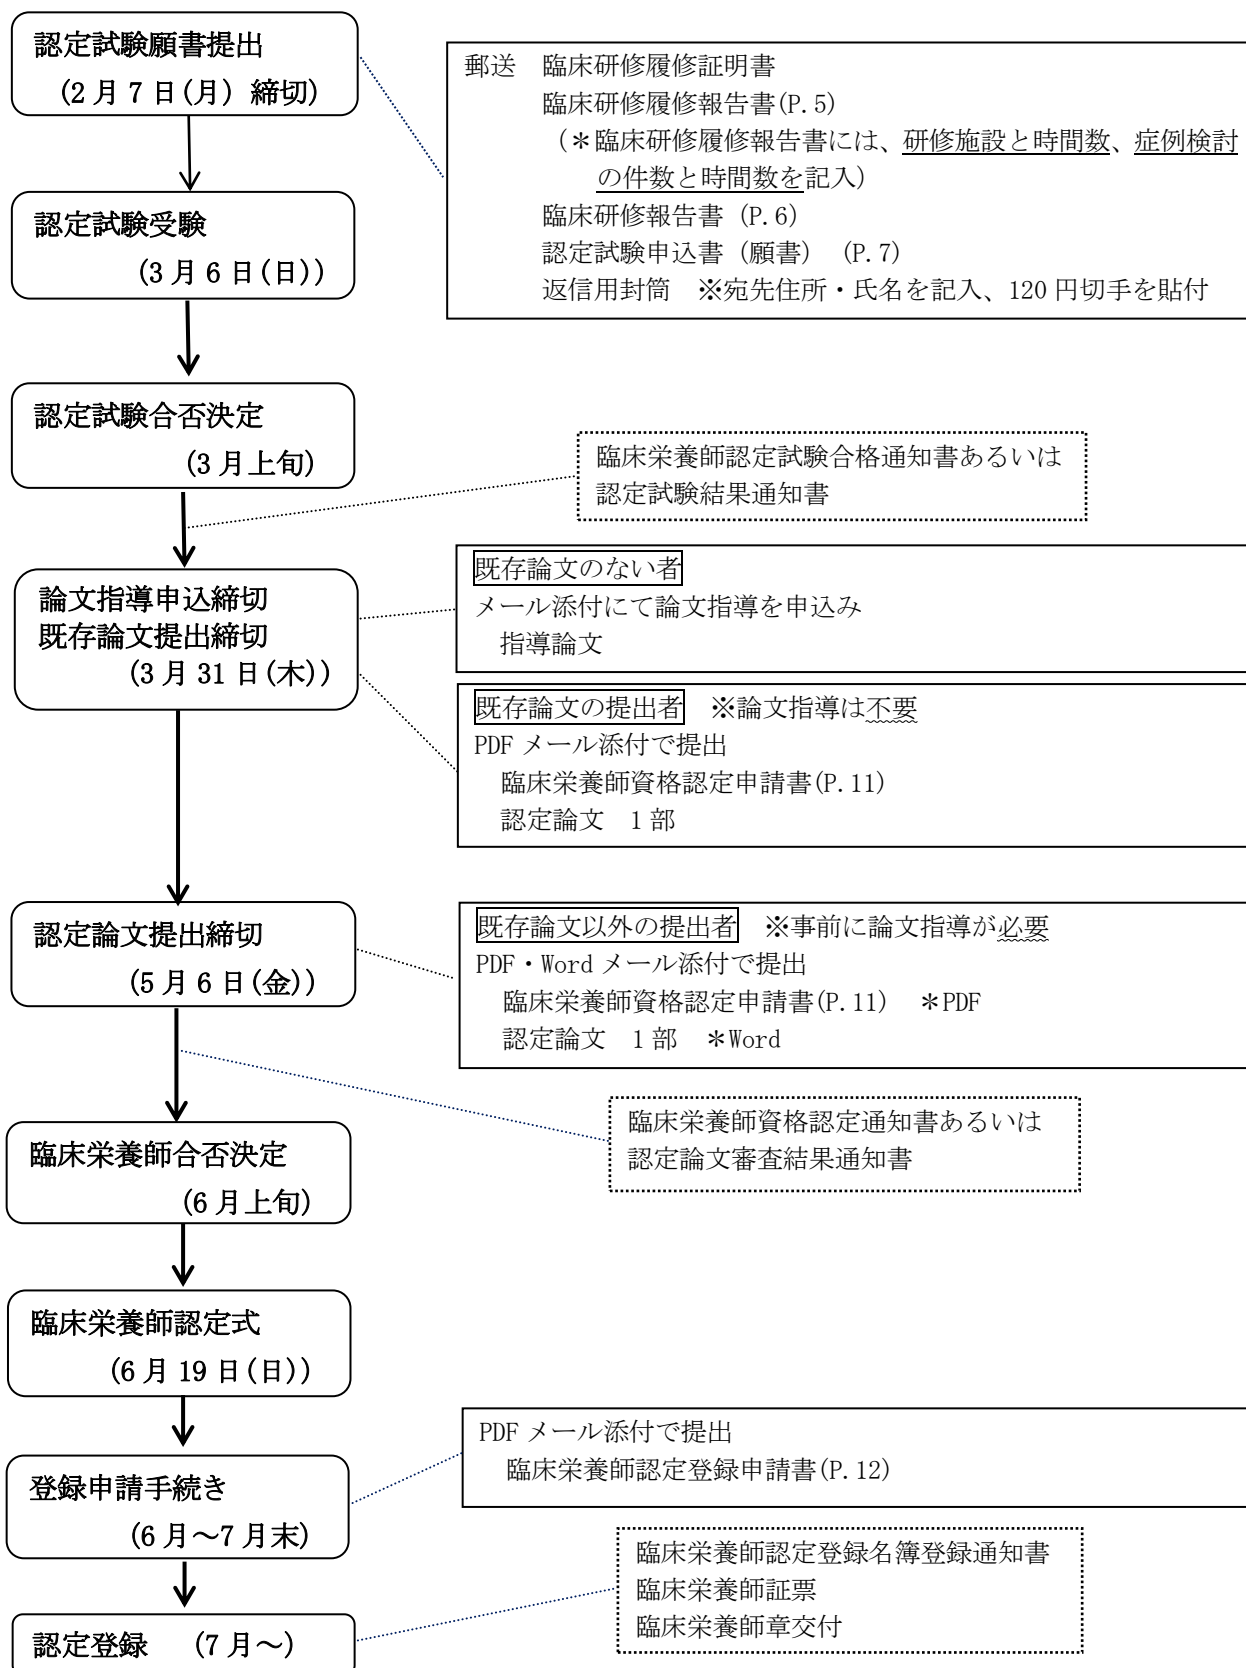 認定試験願書提出
(2月7日(月) 締切)
郵送　臨床研修履修証明書
臨床研修履修報告書(P.5)
(＊臨床研修履修報告書には、研修施設と時間数、症例検討
の件数と時間数を記入)
臨床研修報告書 (P.6)
認定試験申込書 (願書) (P.7)
返信用封筒　※宛先住所・氏名を記入、120円切手を貼付
認定試験受験
(3月6日(日))
認定試験合否決定
(3月上旬)
臨床栄養師認定試験合格通知書あるいは
認定試験結果通知書
論文指導申込締切
既存論文提出締切
(3月31日(木))
既存論文のない者
メール添付にて論文指導を申込み
指導論文
既存論文の提出者　※論文指導は不要
PDFメール添付で提出
臨床栄養師資格認定申請書(P.11)
認定論文　1部
認定論文提出締切
(5月6日(金))
既存論文以外の提出者　※事前に論文指導が必要
PDF・Wordメール添付で提出
臨床栄養師資格認定申請書(P.11)　＊PDF
認定論文　1部　＊Word
臨床栄養師資格認定通知書あるいは
認定論文審査結果通知書
臨床栄養師合否決定
(6月上旬)
臨床栄養師認定式
(6月19日(日))
登録申請手続き
(6月～7月末)
PDFメール添付で提出
臨床栄養師認定登録申請書(P.12)
臨床栄養師認定登録名簿登録通知書
臨床栄養師証票
臨床栄養師章交付
認定登録　(7月～)